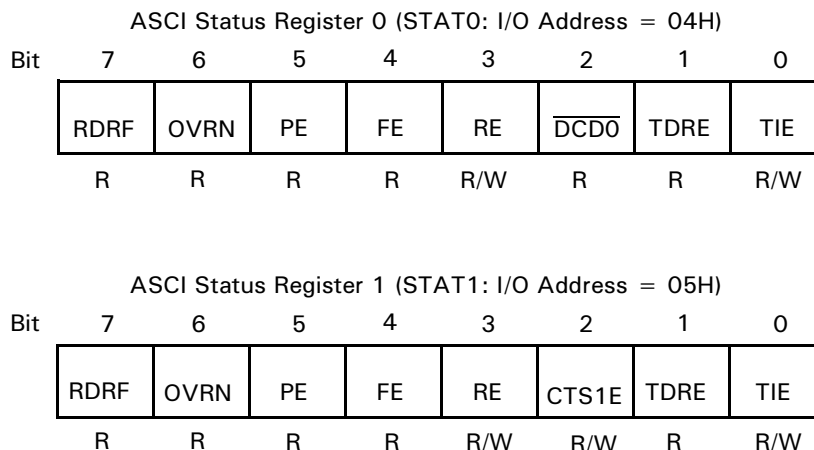 ASCI Status Register 0 (STAT0: I/O Address = 04H)
Bit 7 6 5 4 3 2 1 0
RDRF OVRN PE FE RE D̅C̅D̅0̅ TDRE TIE
R R R R R/W R R R/W
ASCI Status Register 1 (STAT1: I/O Address = 05H)
Bit 7 6 5 4 3 2 1 0
RDRF OVRN PE FE RE CTS1E TDRE TIE
R R R R R/W R/W R R/W